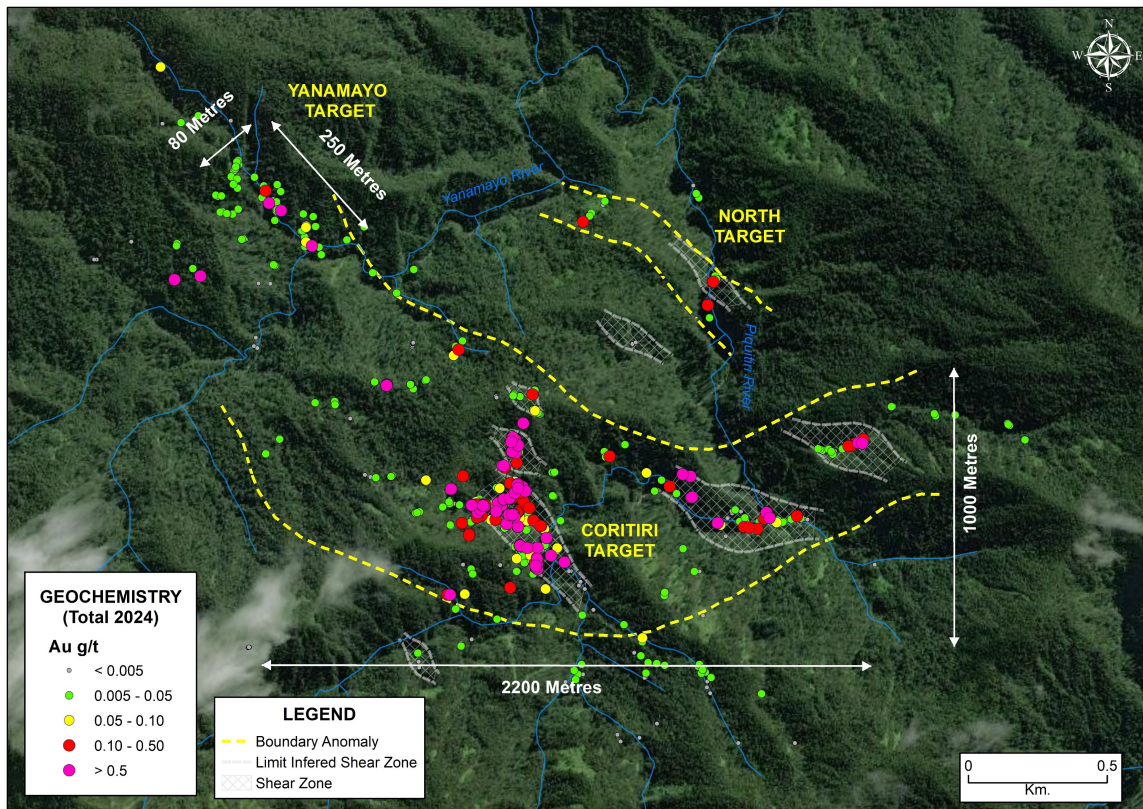 N
W E
S
YANAMAYO
TARGET
80 Metres
250 Metres
Yanamayo River
NORTH
TARGET
Piquitiri River
1000 Metres
CORITIRI
TARGET
2200 Metres
GEOCHEMISTRY
(Total 2024)
Au g/t
< 0.005
0.005 - 0.05
0.05 - 0.10
0.10 - 0.50
> 0.5
LEGEND
Boundary Anomaly
Limit Infered Shear Zone
Shear Zone
0 0.5
Km.